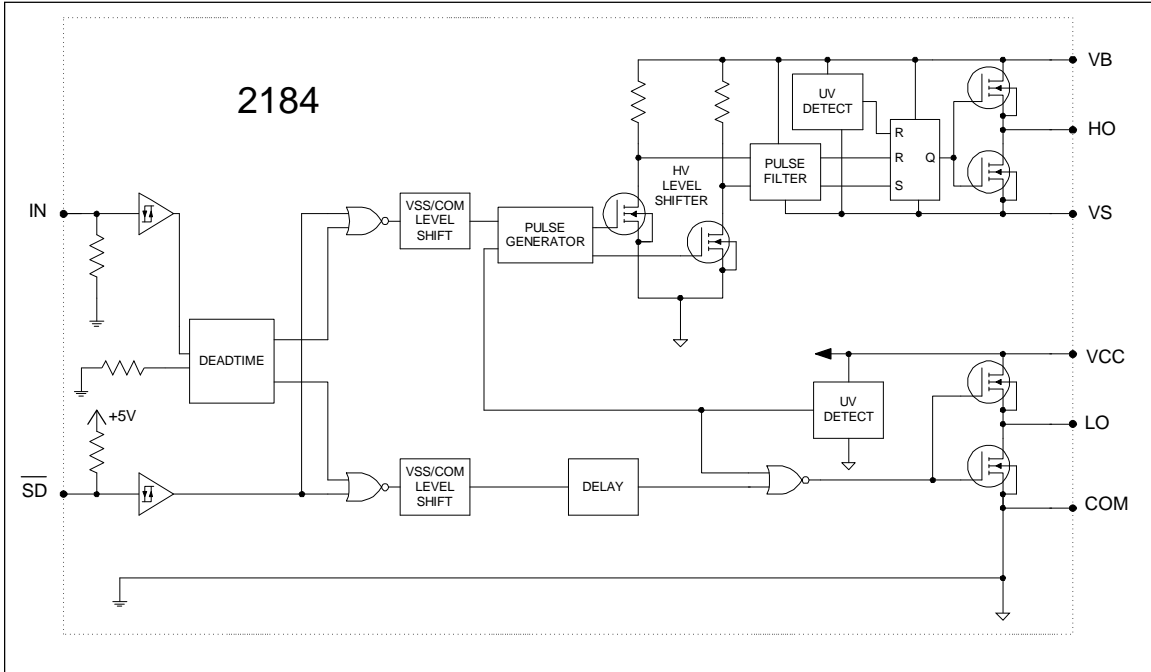 2184
VB
UV
DETECT
R
HO
R
Q
PULSE
FILTER
HV
LEVEL
SHIFTER
S
IN
VSS/COM
LEVEL
SHIFT
PULSE
GENERATOR
VS
DEADTIME
VCC
+5V
UV
DETECT
LO
SD
VSS/COM
LEVEL
SHIFT
DELAY
COM